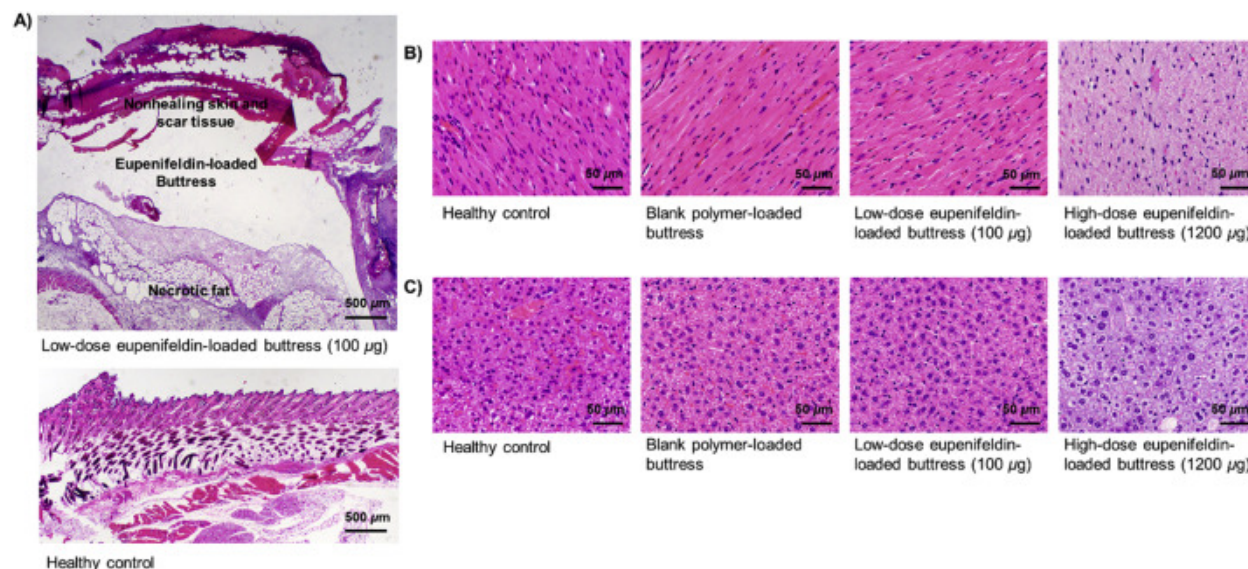 A)
Nonhealing skin and
scar tissue
Eupenifeldin-loaded
Buttress
Necrotic fat
500 µm
Low-dose eupenifeldin-loaded buttress (100 µg)
500 µm
Healthy control
B)
50 µm
50 µm
50 µm
50 µm
Healthy control
Blank polymer-loaded
buttress
Low-dose eupenifeldin-
loaded buttress (100 µg)
High-dose eupenifeldin-
loaded buttress (1200 µg)
C)
50 µm
50 µm
50 µm
50 µm
Healthy control
Blank polymer-loaded
buttress
Low-dose eupenifeldin-
loaded buttress (100 µg)
High-dose eupenifeldin-
loaded buttress (1200 µg)